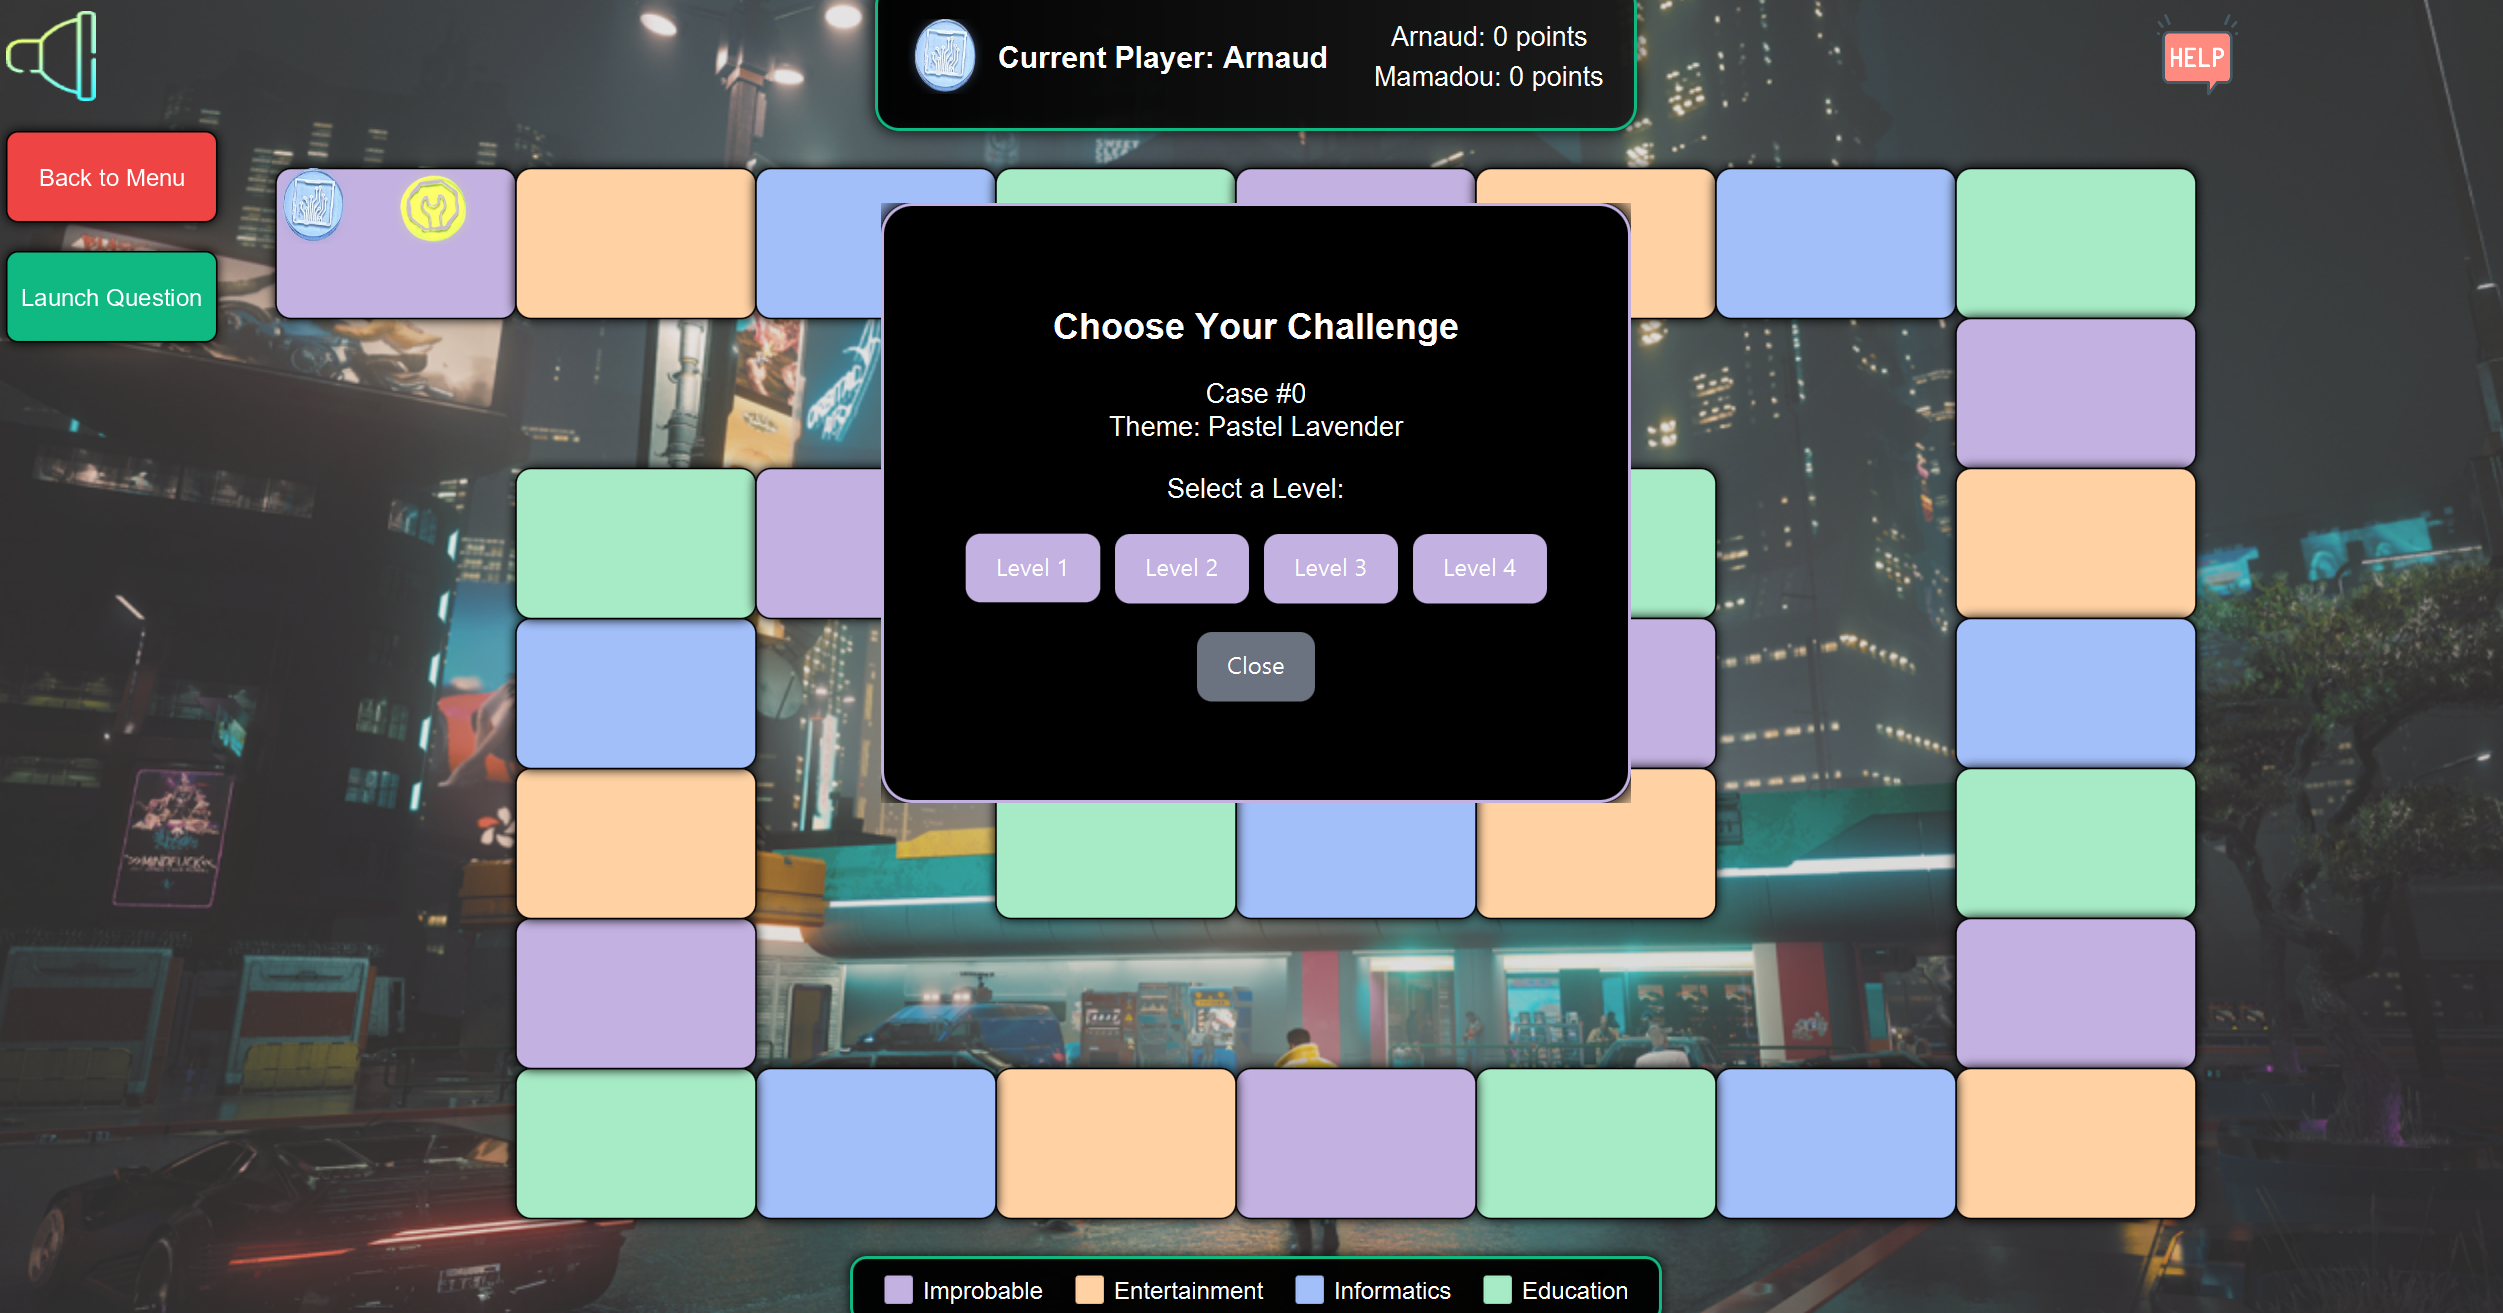 Current Player: Arnaud
Arnaud: 0 points
Mamadou: 0 points
HELP
Back to Menu
Launch Question
Choose Your Challenge
Case #0
Theme: Pastel Lavender
Select a Level:
Level 1
Level 2
Level 3
Level 4
Close
Improbable
Entertainment
Informatics
Education